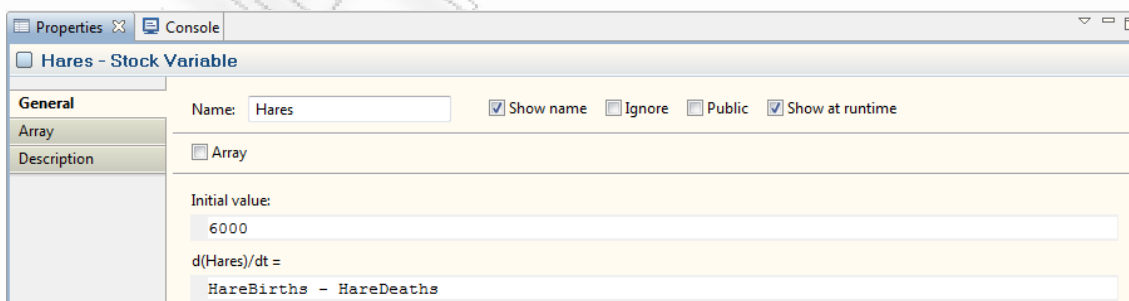 Properties Console
Hares - Stock Variable
General
Array
Description
Name: Hares Show name Ignore Public Show at runtime
Array
Initial value:
6000
d(Hares)/dt =
HareBirths - HareDeaths